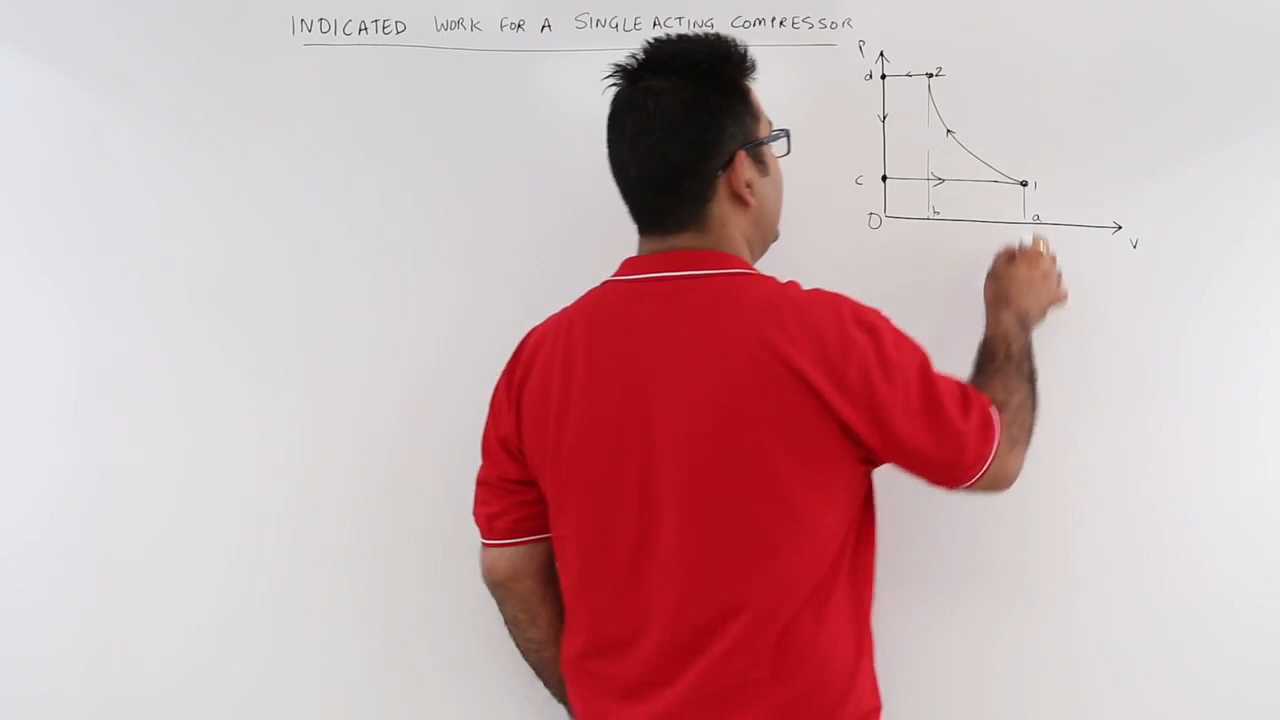 INDICATED WORK FOR A SINGLE ACTING COMPRESSOR
P
d 2
c 1
O b a
V